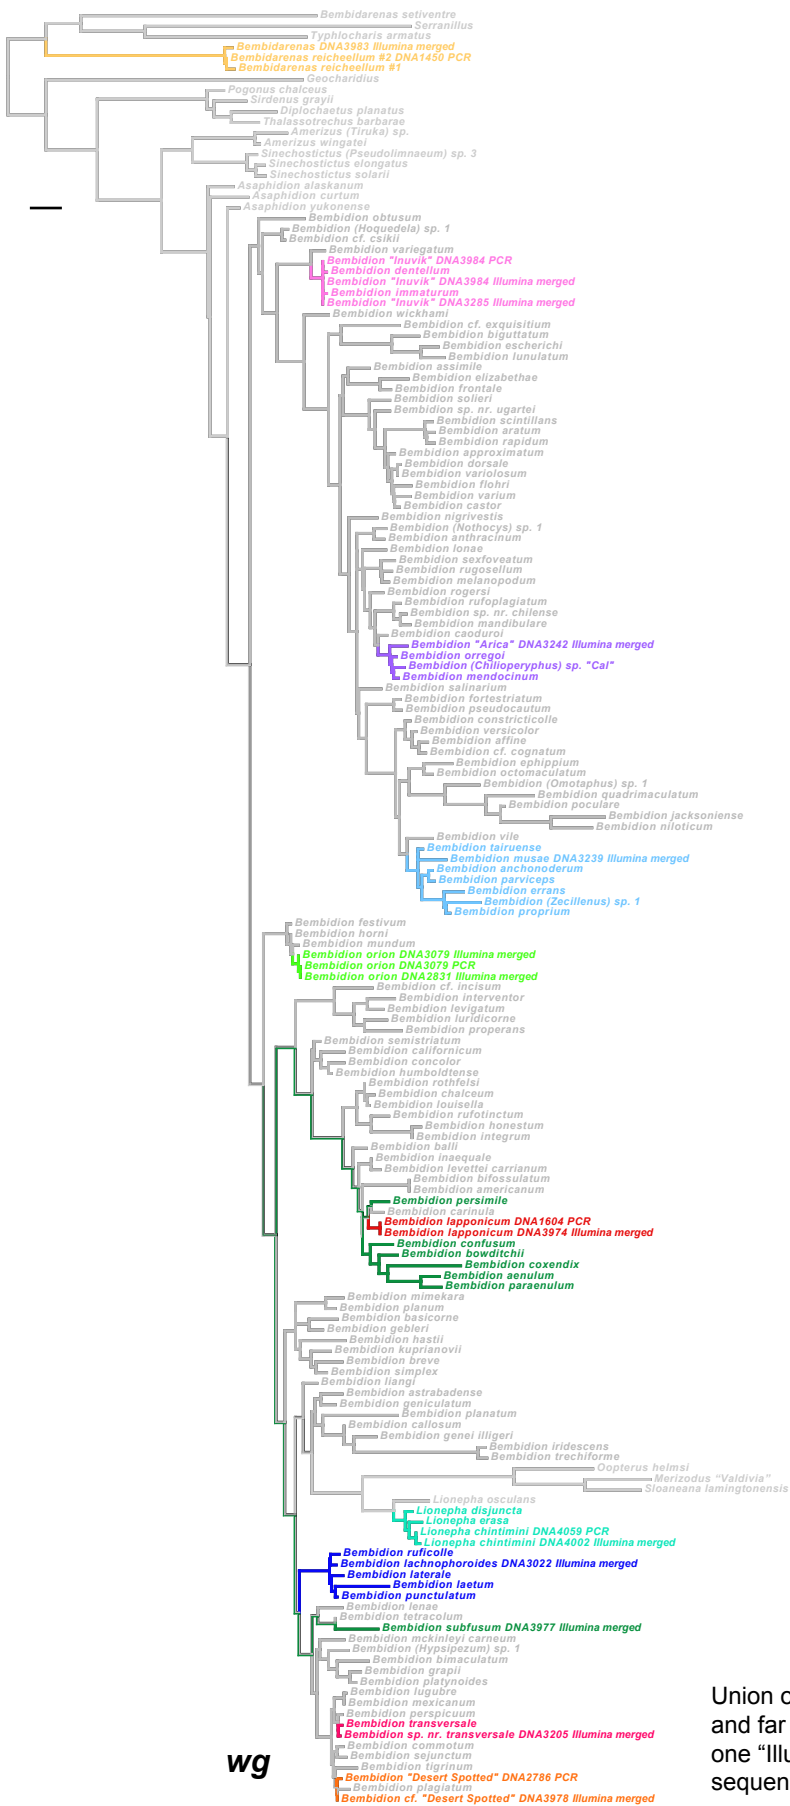 Bembidarenas setiventre
Serranillus
Typhlocharis armatus
Bembidarenas DNA3983 Illumina merged
Bembidarenas reicheellum #2 DNA1450 PCR
Bembidarenas reicheellum #1
Geocharidius
Pogonus chalceus
Sirdenus grayii
Diplochaetus planatus
Thalassotrechus barbarae
Amerizus (Tiruka) sp.
Amerizus wingatei
Sinechostictus (Pseudolimnaeum) sp. 3
Sinechostictus elongatus
Sinechostictus solarii
Asaphidion alaskanum
Asaphidion curtum
Asaphidion yukonense
Bembidion obtusum
Bembidion (Hoquedela) sp. 1
Bembidion cf. csikii
Bembidion variegatum
Bembidion "Inuvik" DNA3984 PCR
Bembidion dentellum
Bembidion "Inuvik" DNA3984 Illumina merged
Bembidion immaturum
Bembidion "Inuvik" DNA3285 Illumina merged
Bembidion wickhami
Bembidion cf. exquisitium
Bembidion biguttatum
Bembidion escherichi
Bembidion lunulatum
Bembidion assimile
Bembidion elizabethae
Bembidion frontale
Bembidion solieri
Bembidion sp. nr. ugartei
Bembidion scintillans
Bembidion aratum
Bembidion rapidum
Bembidion approximatum
Bembidion dorsale
Bembidion variolosum
Bembidion flohri
Bembidion varium
Bembidion castor
Bembidion nigrivestis
Bembidion (Nothocys) sp. 1
Bembidion anthracinum
Bembidion lonae
Bembidion sexfoveatum
Bembidion rugosellum
Bembidion melanopodum
Bembidion rogersi
Bembidion rufoplagiatum
Bembidion sp. nr. chilense
Bembidion mandibulare
Bembidion caoduroi
Bembidion "Arica" DNA3242 Illumina merged
Bembidion orregoi
Bembidion (Chilioperyphus) sp. "Cal"
Bembidion mendocinum
Bembidion salinarium
Bembidion fortestriatum
Bembidion pseudocautum
Bembidion constricticolle
Bembidion versicolor
Bembidion affine
Bembidion cf. cognatum
Bembidion ephippium
Bembidion octomaculatum
Bembidion (Omotaphus) sp. 1
Bembidion quadrimaculatum
Bembidion poculare
Bembidion jacksoniense
Bembidion niloticum
Bembidion vile
Bembidion tairuense
Bembidion musae DNA3239 Illumina merged
Bembidion anchonoderum
Bembidion parviceps
Bembidion errans
Bembidion (Zecillenus) sp. 1
Bembidion proprium
Bembidion festivum
Bembidion horni
Bembidion mundum
Bembidion orion DNA3079 Illumina merged
Bembidion orion DNA3079 PCR
Bembidion orion DNA2831 Illumina merged
Bembidion cf. incisum
Bembidion interventor
Bembidion levigatum
Bembidion luridicorne
Bembidion properans
Bembidion semistriatum
Bembidion californicum
Bembidion concolor
Bembidion humboldtense
Bembidion rothfelsi
Bembidion chalceum
Bembidion louisella
Bembidion rufotinctum
Bembidion honestum
Bembidion integrum
Bembidion balli
Bembidion inaequale
Bembidion levettei carrianum
Bembidion bifossulatum
Bembidion americanum
Bembidion persimile
Bembidion carinula
Bembidion lapponicum DNA1604 PCR
Bembidion lapponicum DNA3974 Illumina merged
Bembidion confusum
Bembidion bowditchii
Bembidion coxendix
Bembidion aenulum
Bembidion paraenulum
Bembidion mimekara
Bembidion planum
Bembidion basicorne
Bembidion gebleri
Bembidion hastii
Bembidion kuprianovii
Bembidion breve
Bembidion simplex
Bembidion liangi
Bembidion astrabadense
Bembidion geniculatum
Bembidion planatum
Bembidion callosum
Bembidion genei illigeri
Bembidion iridescens
Bembidion trechiforme
Oopterus helmsi
Merizodus “Valdivia”
Sloaneana lamingtonensis
Lionepha osculans
Lionepha disjuncta
Lionepha erasa
Lionepha chintimini DNA4059 PCR
Lionepha chintimini DNA4002 Illumina merged
Bembidion ruficolle
Bembidion lachnophoroides DNA3022 Illumina merged
Bembidion laterale
Bembidion laetum
Bembidion punctulatum
Bembidion lenae
Bembidion tetracolum
Bembidion subfusum DNA3977 Illumina merged
Bembidion mckinleyi carneum
Bembidion (Hypsipezum) sp. 1
Bembidion bimaculatum
Bembidion grapii
Bembidion platynoides
Bembidion lugubre
Bembidion mexicanum
Bembidion perspicuum
Bembidion transversale
Bembidion sp. nr. transversale DNA3205 Illumina merged
Bembidion commotum
Bembidion sejunctum
Bembidion tigrinum
Bembidion "Desert Spotted" DNA2786 PCR
Bembidion plagiatum
Bembidion cf. "Desert Spotted" DNA3978 Illumina merged
wg
Union o
and far
one “Illu
sequen